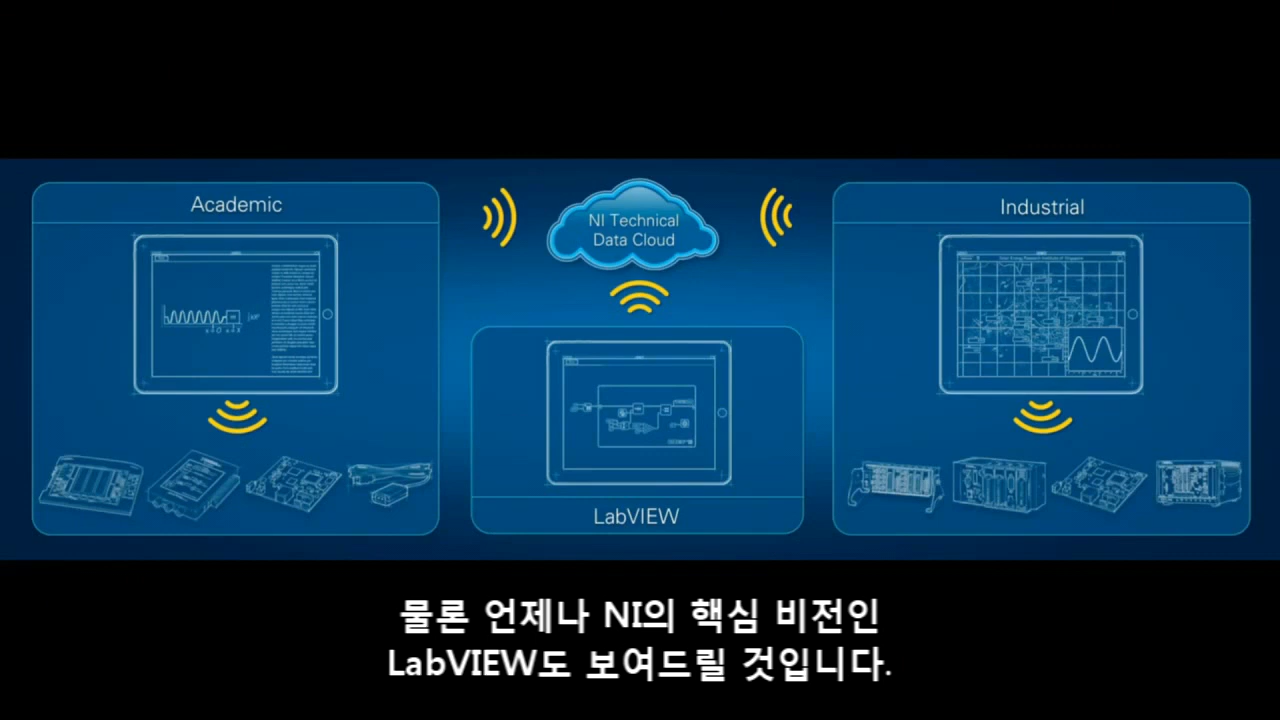 Academic
NI Technical
Data Cloud
Industrial
LabVIEW
물론 언제나 NI의 핵심 비전인
LabVIEW도 보여드릴 것입니다.